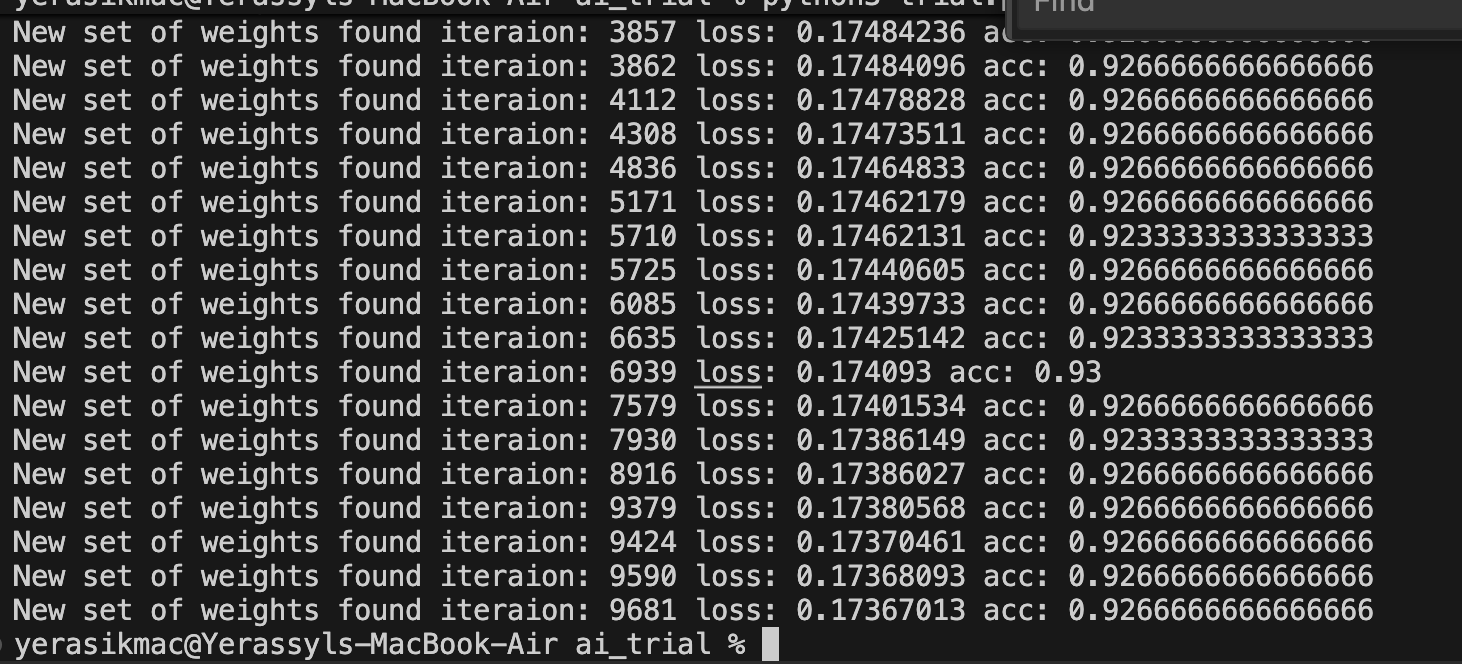 yerasikmac@Yerassyls-MacBook-Air ai_trial % python3 trial.
Find
New set of weights found iteraion: 3857 loss: 0.17484236
New set of weights found iteraion: 3862 loss: 0.17484096 acc: 0.9266666666666666
New set of weights found iteraion: 4112 loss: 0.17478828 acc: 0.9266666666666666
New set of weights found iteraion: 4308 loss: 0.17473511 acc: 0.9266666666666666
New set of weights found iteraion: 4836 loss: 0.17464833 acc: 0.9266666666666666
New set of weights found iteraion: 5171 loss: 0.17462179 acc: 0.9266666666666666
New set of weights found iteraion: 5710 loss: 0.17462131 acc: 0.9233333333333333
New set of weights found iteraion: 5725 loss: 0.17440605 acc: 0.9266666666666666
New set of weights found iteraion: 6085 loss: 0.17439733 acc: 0.9266666666666666
New set of weights found iteraion: 6635 loss: 0.17425142 acc: 0.9233333333333333
New set of weights found iteraion: 6939 loss: 0.174093 acc: 0.93
New set of weights found iteraion: 7579 loss: 0.17401534 acc: 0.9266666666666666
New set of weights found iteraion: 7930 loss: 0.17386149 acc: 0.9233333333333333
New set of weights found iteraion: 8916 loss: 0.17386027 acc: 0.9266666666666666
New set of weights found iteraion: 9379 loss: 0.17380568 acc: 0.9266666666666666
New set of weights found iteraion: 9424 loss: 0.17370461 acc: 0.9266666666666666
New set of weights found iteraion: 9590 loss: 0.17368093 acc: 0.9266666666666666
New set of weights found iteraion: 9681 loss: 0.17367013 acc: 0.9266666666666666
yerasikmac@Yerassyls-MacBook-Air ai_trial %